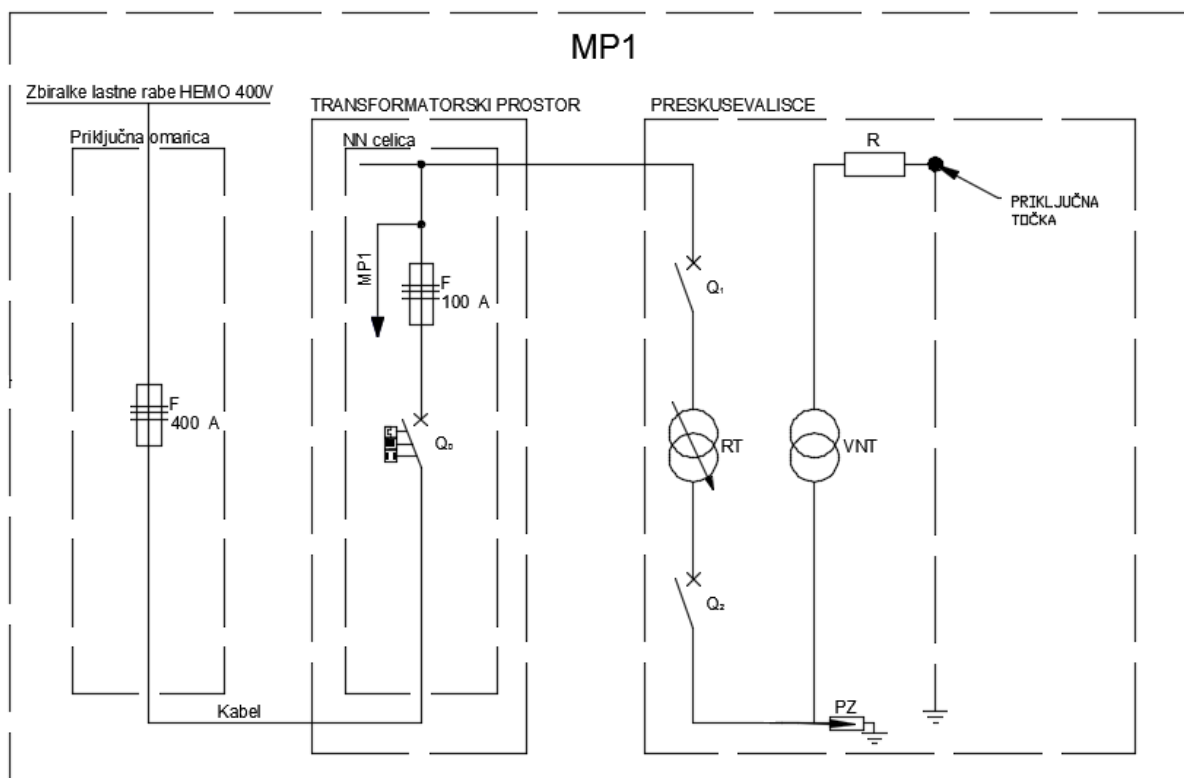 MP1
Zbiralke lastne rabe HEMO 400V
Priključna omarica
F
400 A
Kabel
TRANSFORMATORSKI PROSTOR
NN celica
MP1
F
100 A
Q₀
PRESKUSEVALISCE
R
PRIKLJUČNA
TOČKA
Q₁
RT
VNT
Q₂
PZ